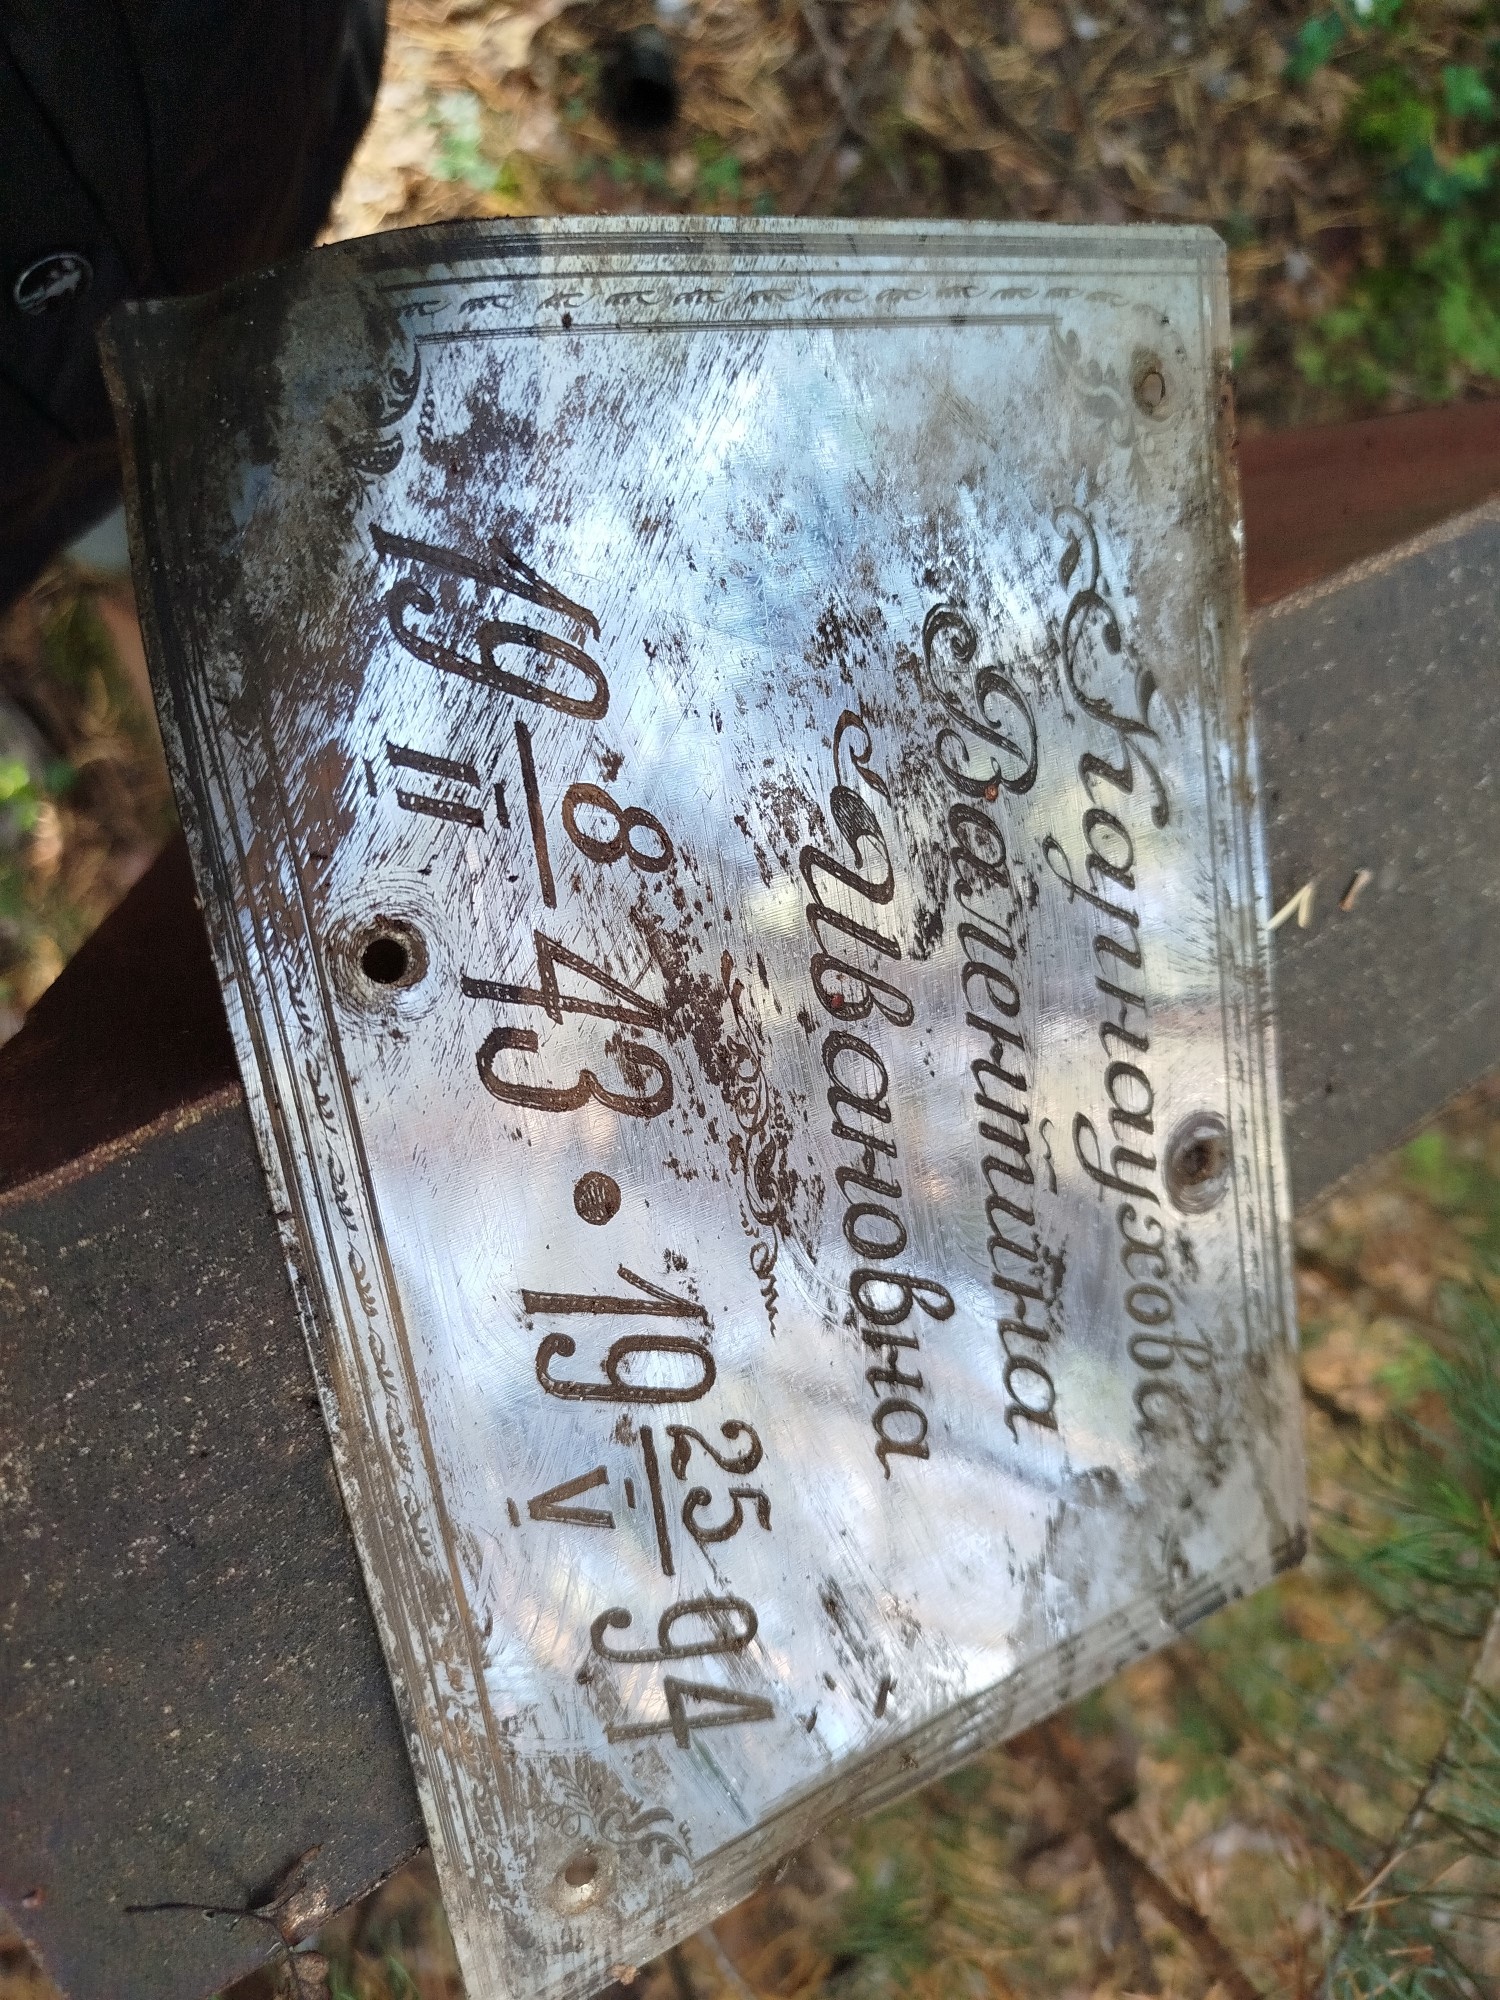 Карнаухова
Валентина
Ивановна
19 8/II 43 • 19 25/V 94